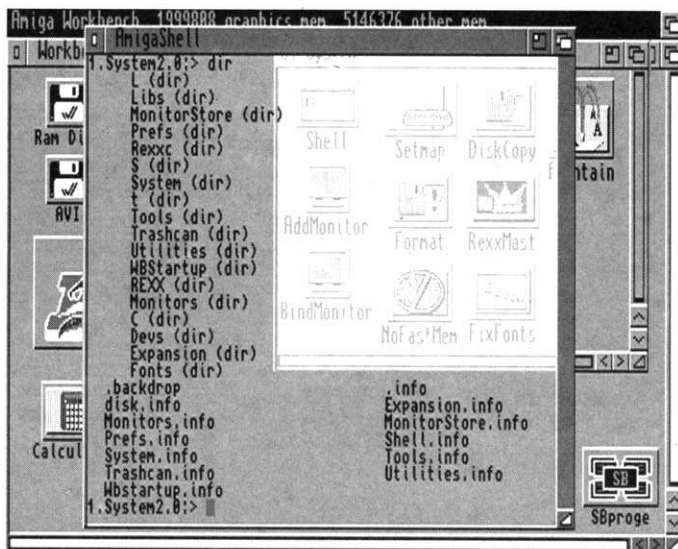 Amiga Workbench 1999808 graphics mem 5146376 other mem
Workb
AmigaShell
1.System2.0:> dir
L (dir)
Libs (dir)
MonitorStore (dir)
Prefs (dir)
Rexxc (dir)
S (dir)
System (dir)
t (dir)
Tools (dir)
Trashcan (dir)
Utilities (dir)
WBStartup (dir)
REXX (dir)
Monitors (dir)
C (dir)
Devs (dir)
Expansion (dir)
Fonts (dir)
.backdrop .info
disk.info Expansion.info
Monitors.info MonitorStore.info
Prefs.info Shell.info
System.info Tools.info
Trashcan.info Utilities.info
Wbstartup.info
1.System2.0:>
Ram Di
AVI
Calcul
Shell Setmap DiskCopy
AddMonitor Format RexxMast
BindMonitor NoFastMem FixFonts
ntain
A
SB
SBproge